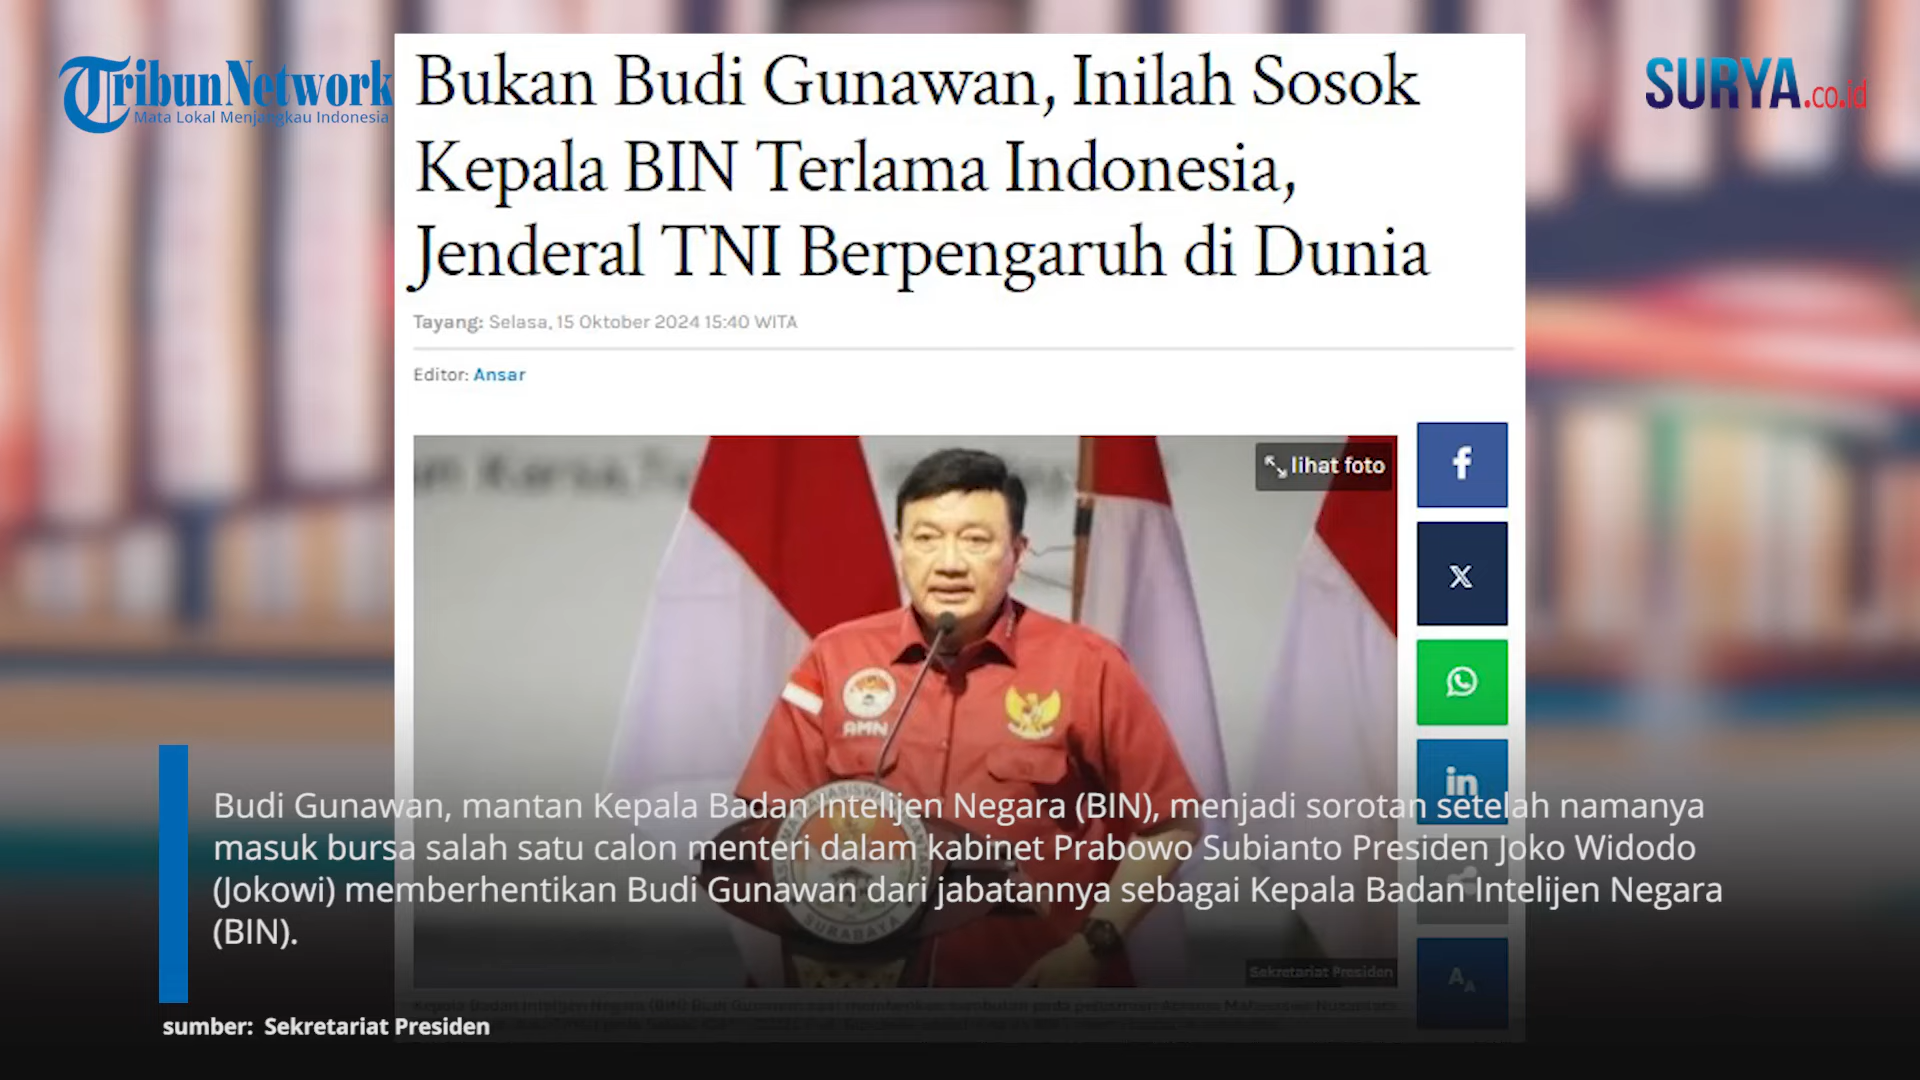 TribunNetwork
Mata Lokal Menjangkau Indonesia
SURYA.co.id
Bukan Budi Gunawan, Inilah Sosok
Kepala BIN Terlama Indonesia,
Jenderal TNI Berpengaruh di Dunia
Tayang: Selasa, 15 Oktober 2024 15:40 WITA
Editor: Ansar
lihat foto
f
X
in
AMN
SURABAYA
Budi Gunawan, mantan Kepala Badan Intelijen Negara (BIN), menjadi sorotan setelah namanya
masuk bursa salah satu calon menteri dalam kabinet Prabowo Subianto Presiden Joko Widodo
(Jokowi) memberhentikan Budi Gunawan dari jabatannya sebagai Kepala Badan Intelijen Negara
(BIN).
Sekretariat Presiden
AA
sumber: Sekretariat Presiden